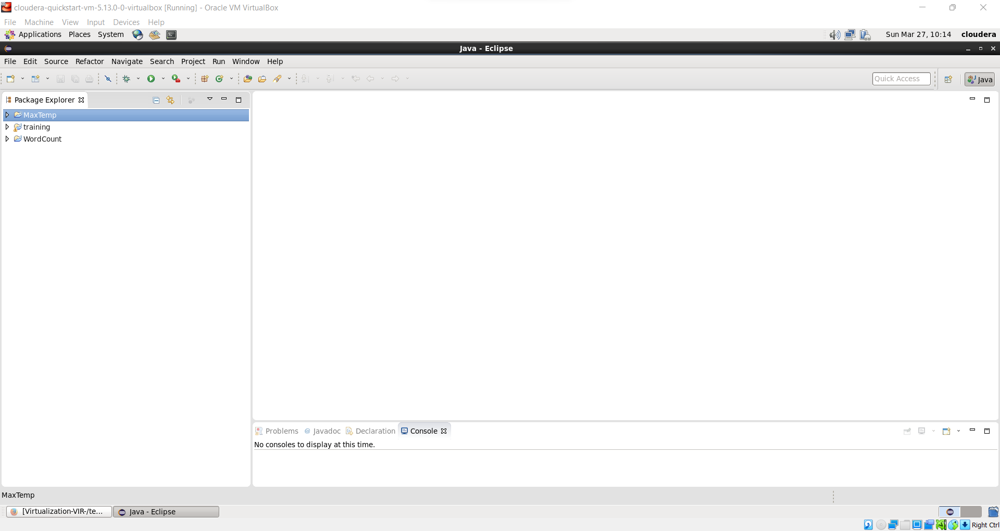 cloudera-quickstart-vm-5.13.0-0-virtualbox [Running] - Oracle VM VirtualBox
File Machine View Input Devices Help
Applications Places System Sun Mar 27, 10:14 cloudera
Java - Eclipse
File Edit Source Refactor Navigate Search Project Run Window Help
Quick Access Java
Package Explorer
MaxTemp
training
WordCount
Problems @ Javadoc Declaration Console
No consoles to display at this time.
MaxTemp
[Virtualization-VIR-/te... Java - Eclipse
Right Ctrl